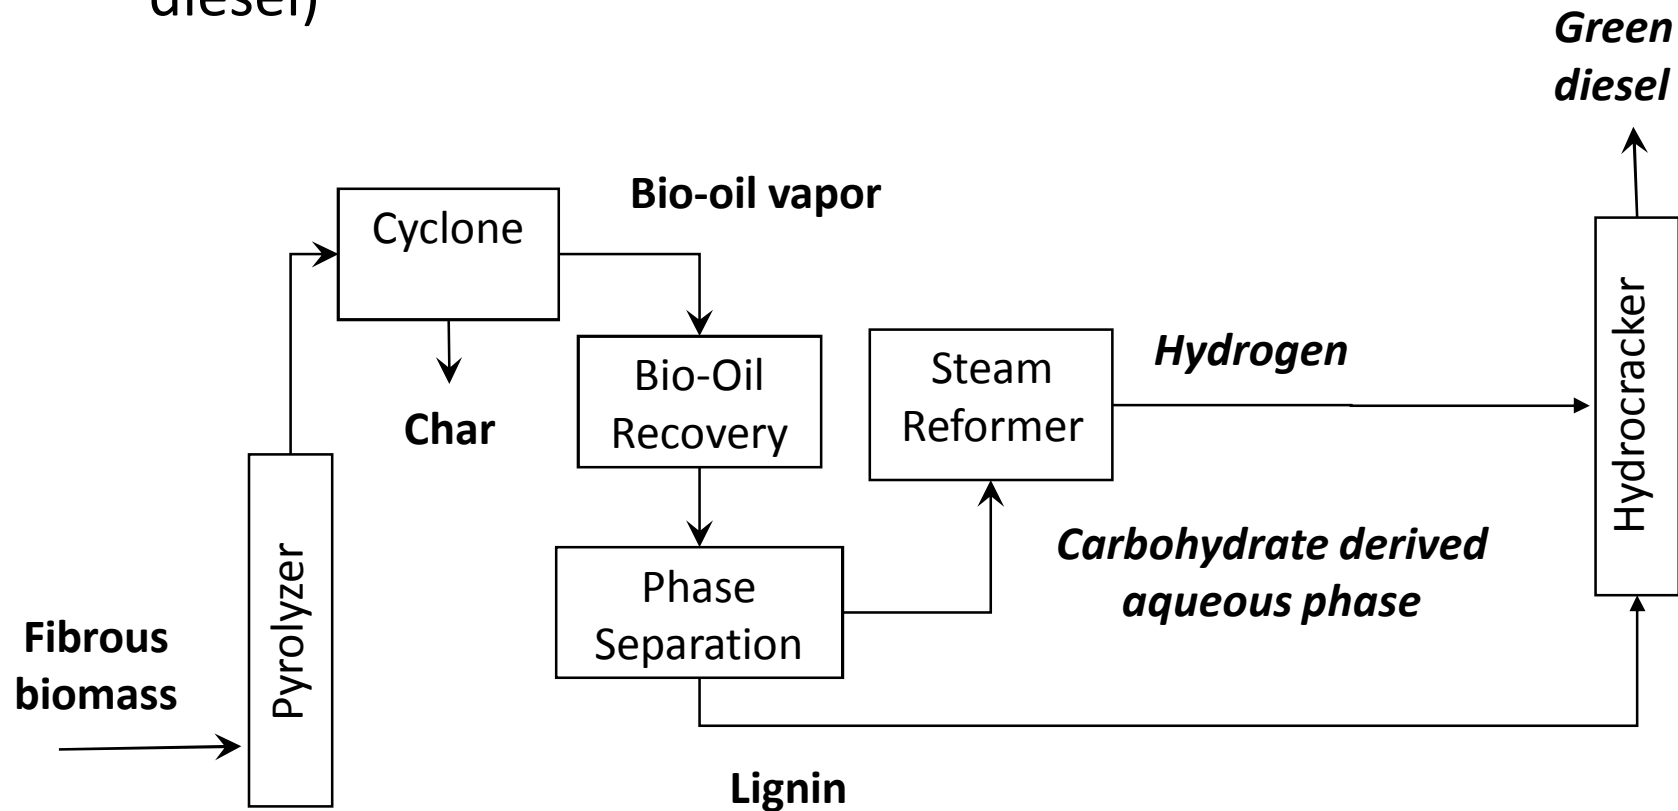 diesel)
Green
diesel
Bio-oil vapor
Cyclone
Char
Bio-Oil
Recovery
Steam
Reformer
Hydrogen
Hydrocracker
Phase
Separation
Carbohydrate derived
aqueous phase
Fibrous
biomass
Pyrolyzer
Lignin